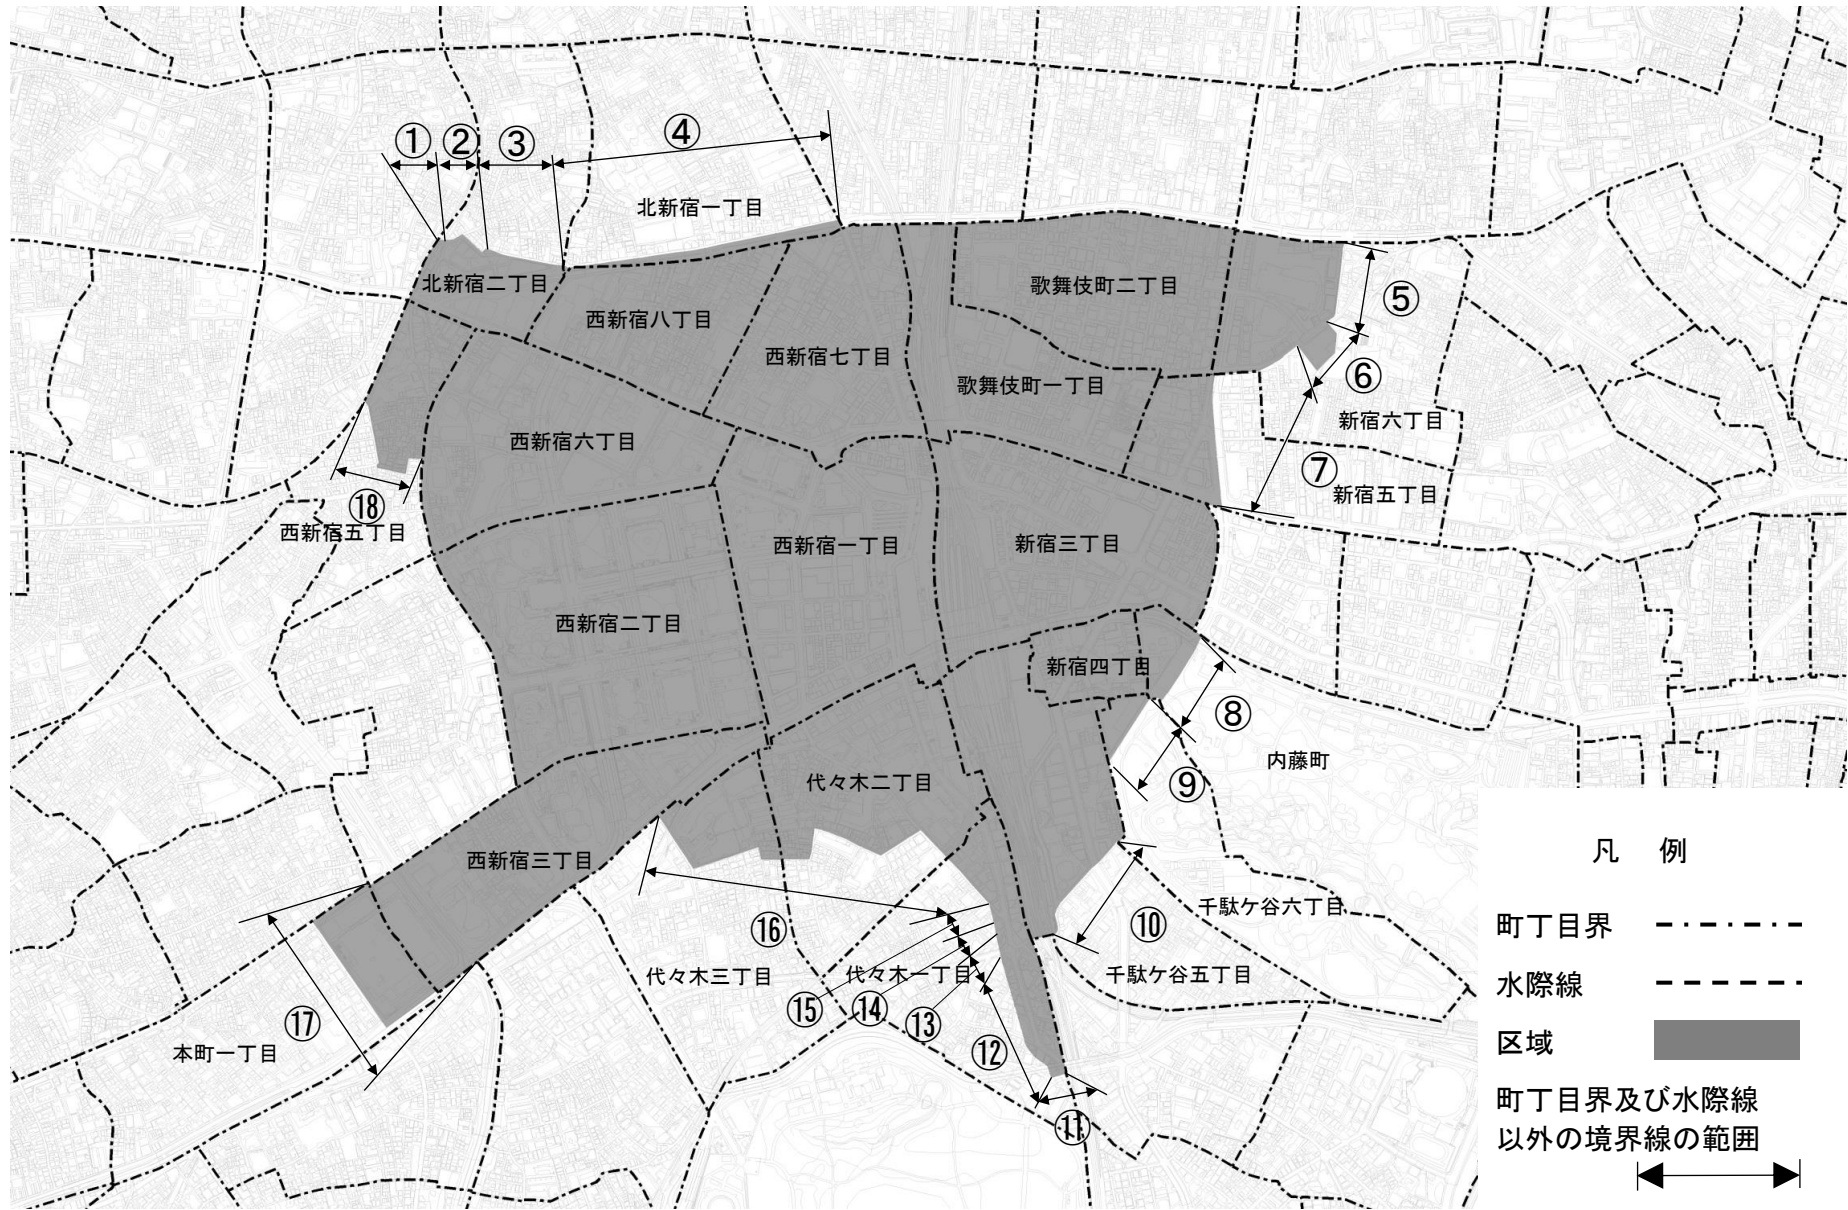 ①
②
③
④
北新宿一丁目
北新宿二丁目
歌舞伎町二丁目
⑤
西新宿八丁目
西新宿七丁目
歌舞伎町一丁目
⑥
新宿六丁目
西新宿六丁目
⑦
新宿五丁目
⑱
西新宿五丁目
西新宿一丁目
新宿三丁目
西新宿二丁目
新宿四丁目
⑧
内藤町
代々木二丁目
⑨
西新宿三丁目
千駄ケ谷六丁目
⑩
⑯
代々木三丁目
代々木一丁目
千駄ケ谷五丁目
⑮
⑭
⑬
⑰
本町一丁目
⑫
⑪
凡 例
町丁目界
水際線
区域
町丁目界及び水際線
以外の境界線の範囲